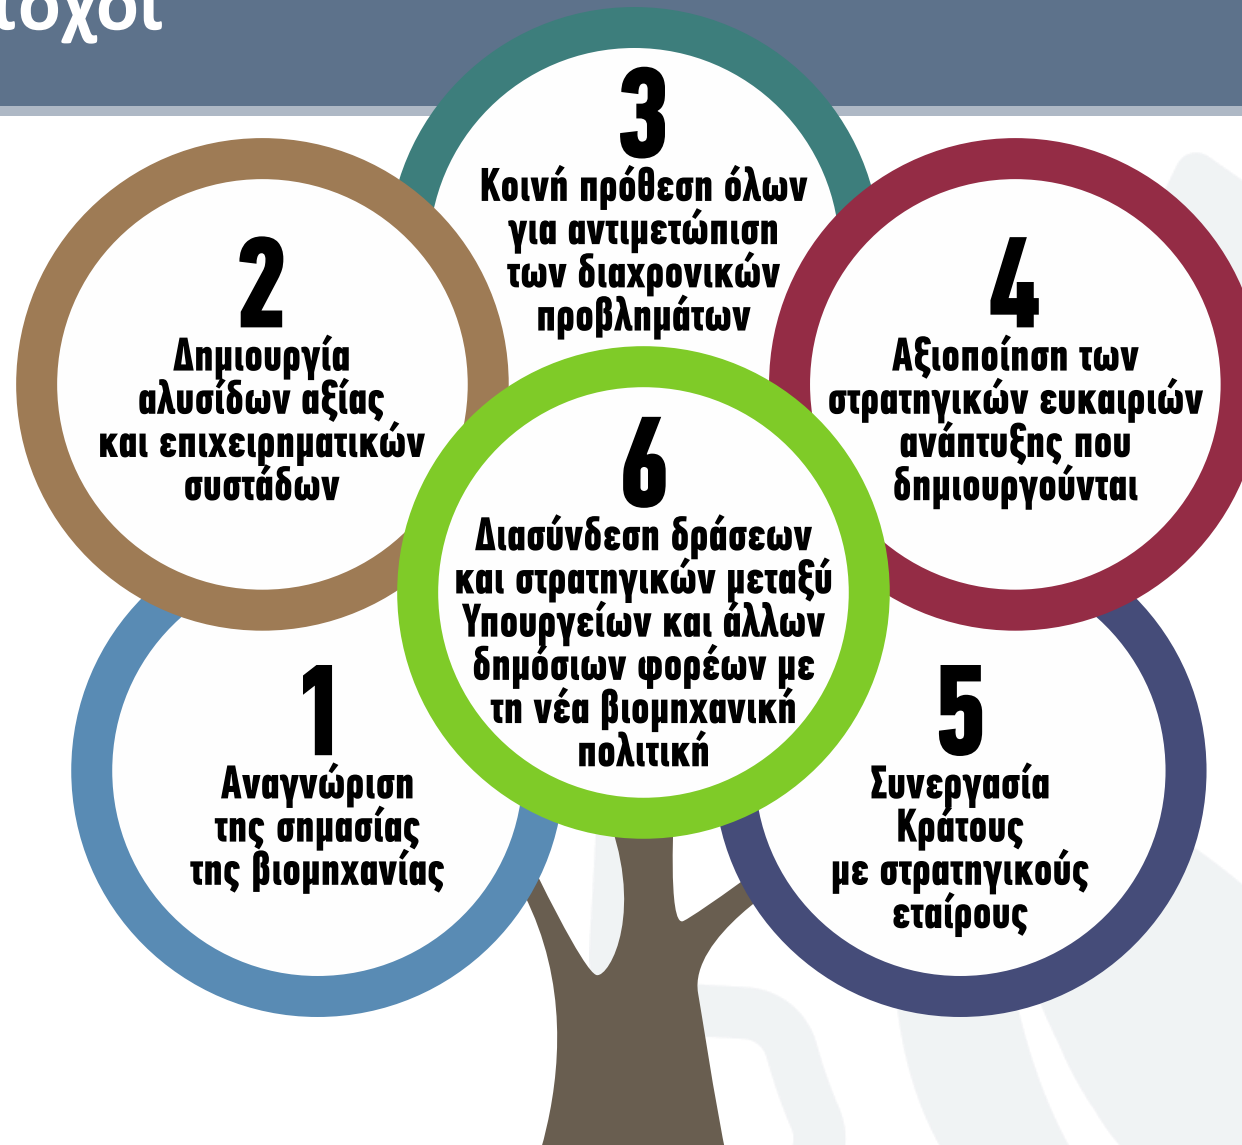 1
Αναγνώριση
της σημασίας
της βιομηχανίας
2
Δημιουργία
αλυσίδων αξίας
και επιχειρηματικών
συστάδων
3
Κοινή πρόθεση όλων
για αντιμετώπιση
των διαχρονικών
προβλημάτων
4
Αξιοποίηση των
στρατηγικών ευκαιριών
ανάπτυξης που
δημιουργούνται
5
Συνεργασία
Κράτους
με στρατηγικούς
εταίρους
6
Διασύνδεση δράσεων
και στρατηγικών μεταξύ
Υπουργείων και άλλων
δημόσιων φορέων με
τη νέα βιομηχανική
πολιτική